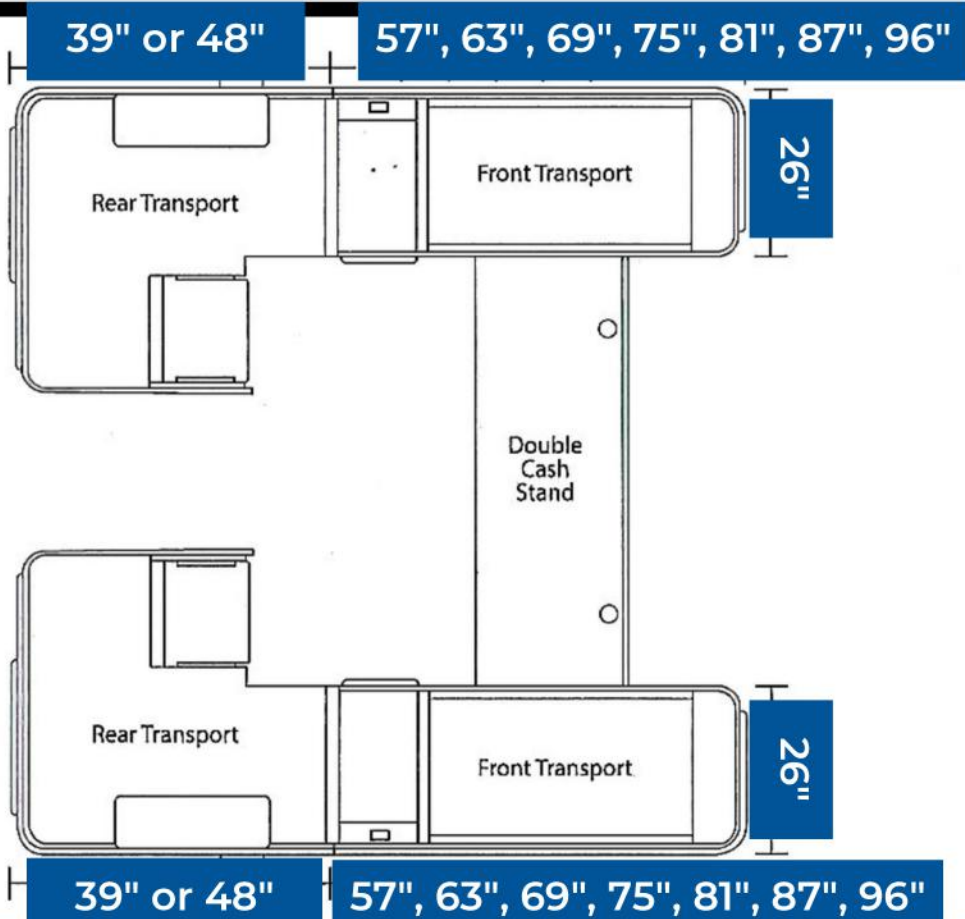 39" or 48"
57", 63", 69", 75", 81", 87", 96"
26"
Rear Transport
Front Transport
Double
Cash
Stand
Rear Transport
Front Transport
26"
39" or 48"
57", 63", 69", 75", 81", 87", 96"